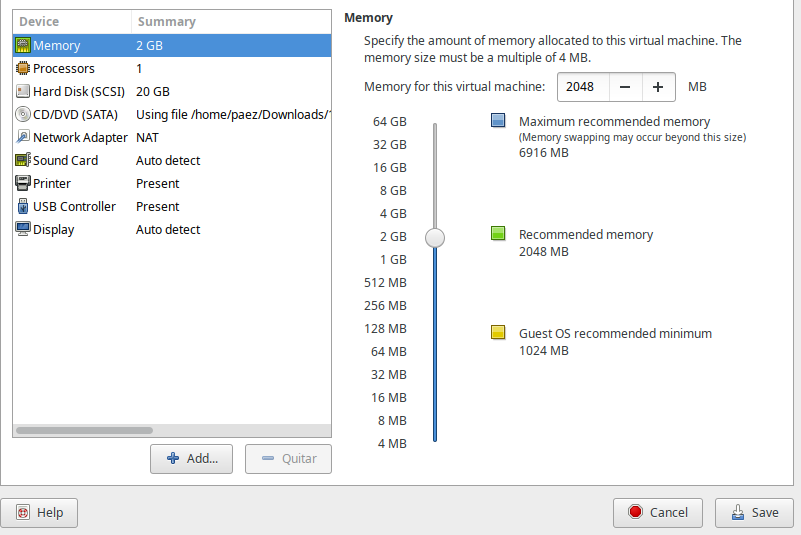 Device Summary
Memory 2 GB
Processors 1
Hard Disk (SCSI) 20 GB
CD/DVD (SATA) Using file /home/paez/Downloads/
Network Adapter NAT
Sound Card Auto detect
Printer Present
USB Controller Present
Display Auto detect
Add...
Quitar
Memory
Specify the amount of memory allocated to this virtual machine. The
memory size must be a multiple of 4 MB.
Memory for this virtual machine: 2048 − + MB
64 GB
32 GB
16 GB
8 GB
4 GB
2 GB
1 GB
512 MB
256 MB
128 MB
64 MB
32 MB
16 MB
8 MB
4 MB
Maximum recommended memory
(Memory swapping may occur beyond this size)
6916 MB
Recommended memory
2048 MB
Guest OS recommended minimum
1024 MB
Help
Cancel
Save